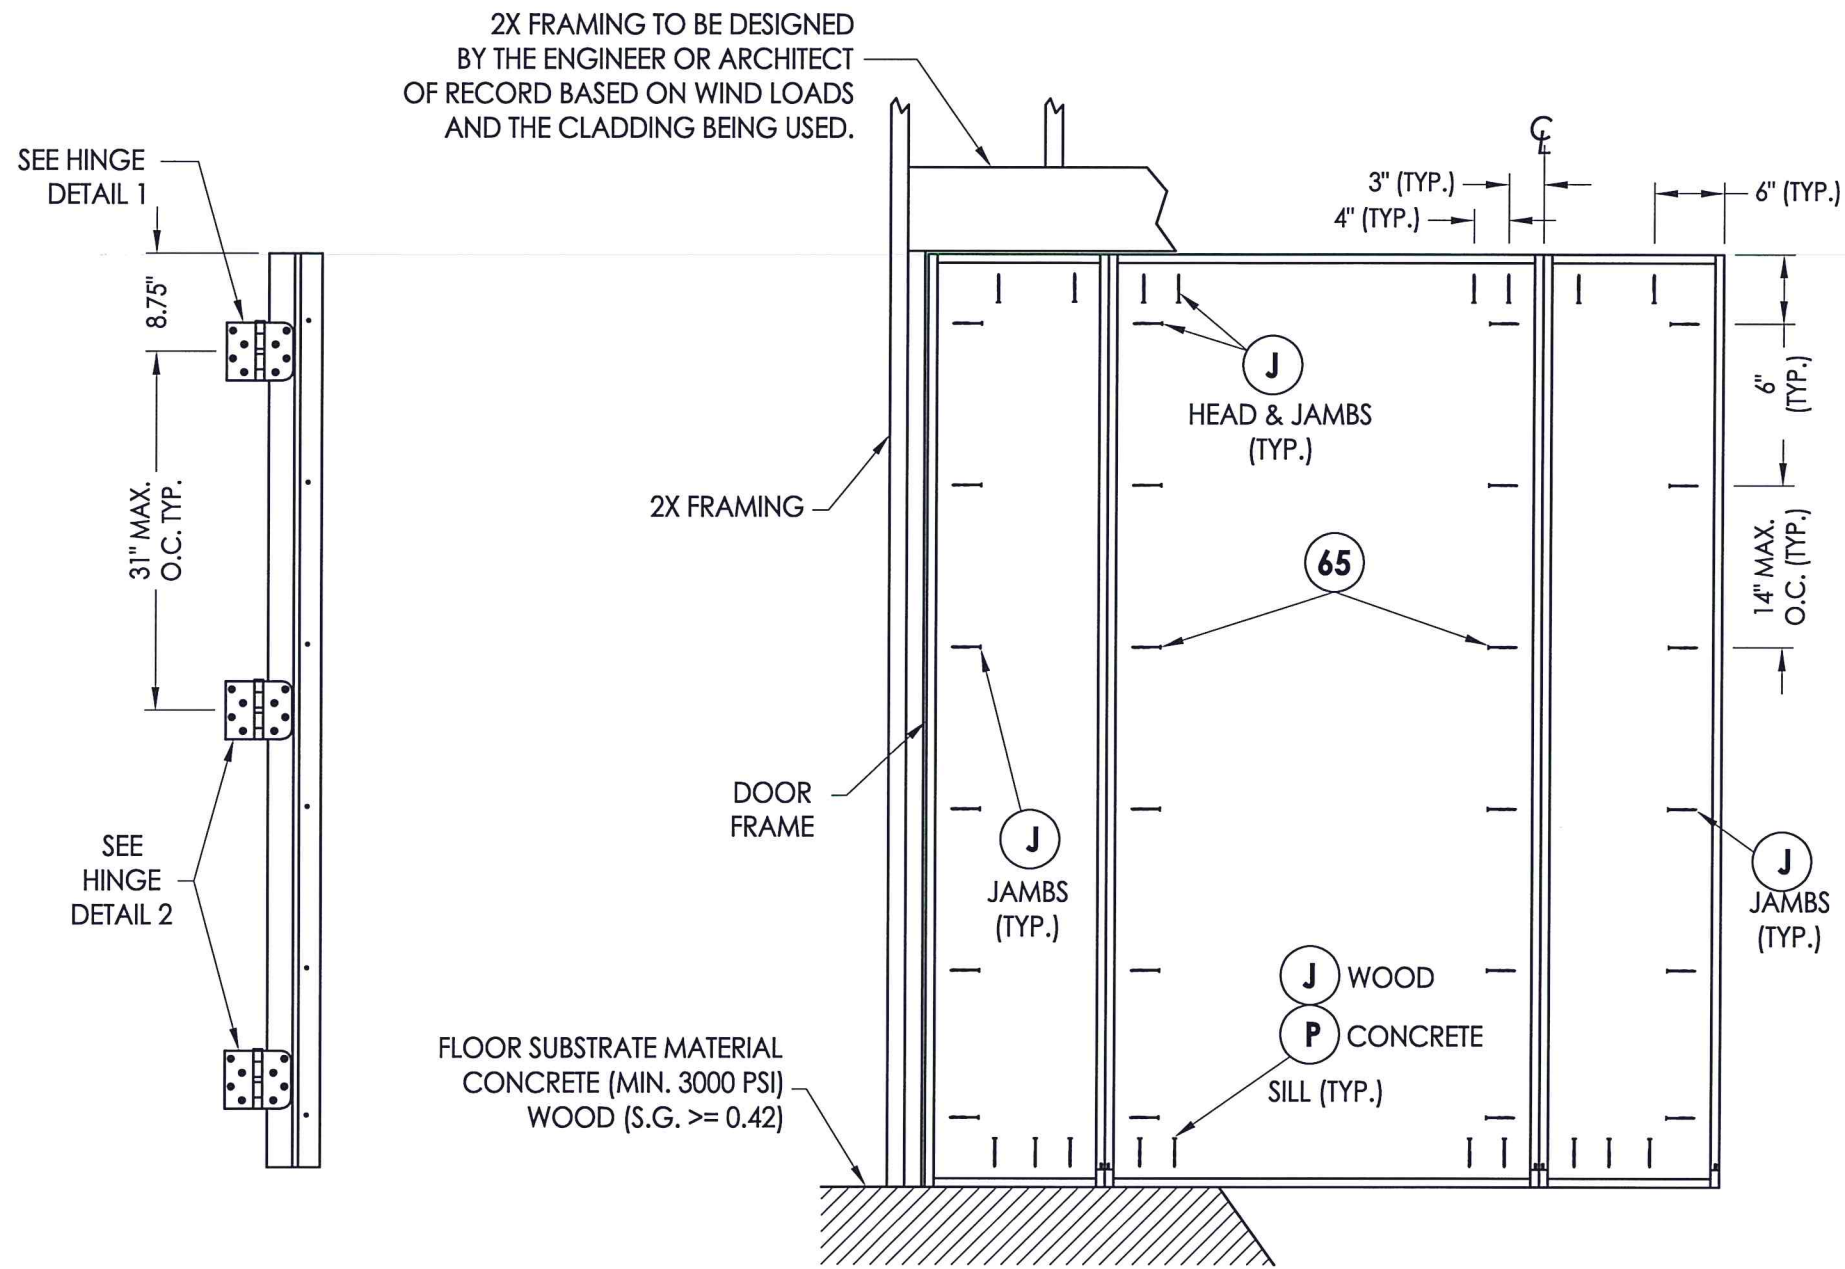 2X FRAMING TO BE DESIGNED
BY THE ENGINEER OR ARCHITECT
OF RECORD BASED ON WIND LOADS
AND THE CLADDING BEING USED.
SEE HINGE
DETAIL 1
8.75"
31" MAX.
O.C. TYP.
SEE
HINGE
DETAIL 2
2X FRAMING
DOOR
FRAME
FLOOR SUBSTRATE MATERIAL
CONCRETE (MIN. 3000 PSI)
WOOD (S.G. >= 0.42)
CL
3" (TYP.)
4" (TYP.)
6" (TYP.)
J
HEAD & JAMBS
(TYP.)
6"
(TYP.)
65
14" MAX.
O.C. (TYP.)
J
JAMBS
(TYP.)
J
JAMBS
(TYP.)
J WOOD
P CONCRETE
SILL (TYP.)